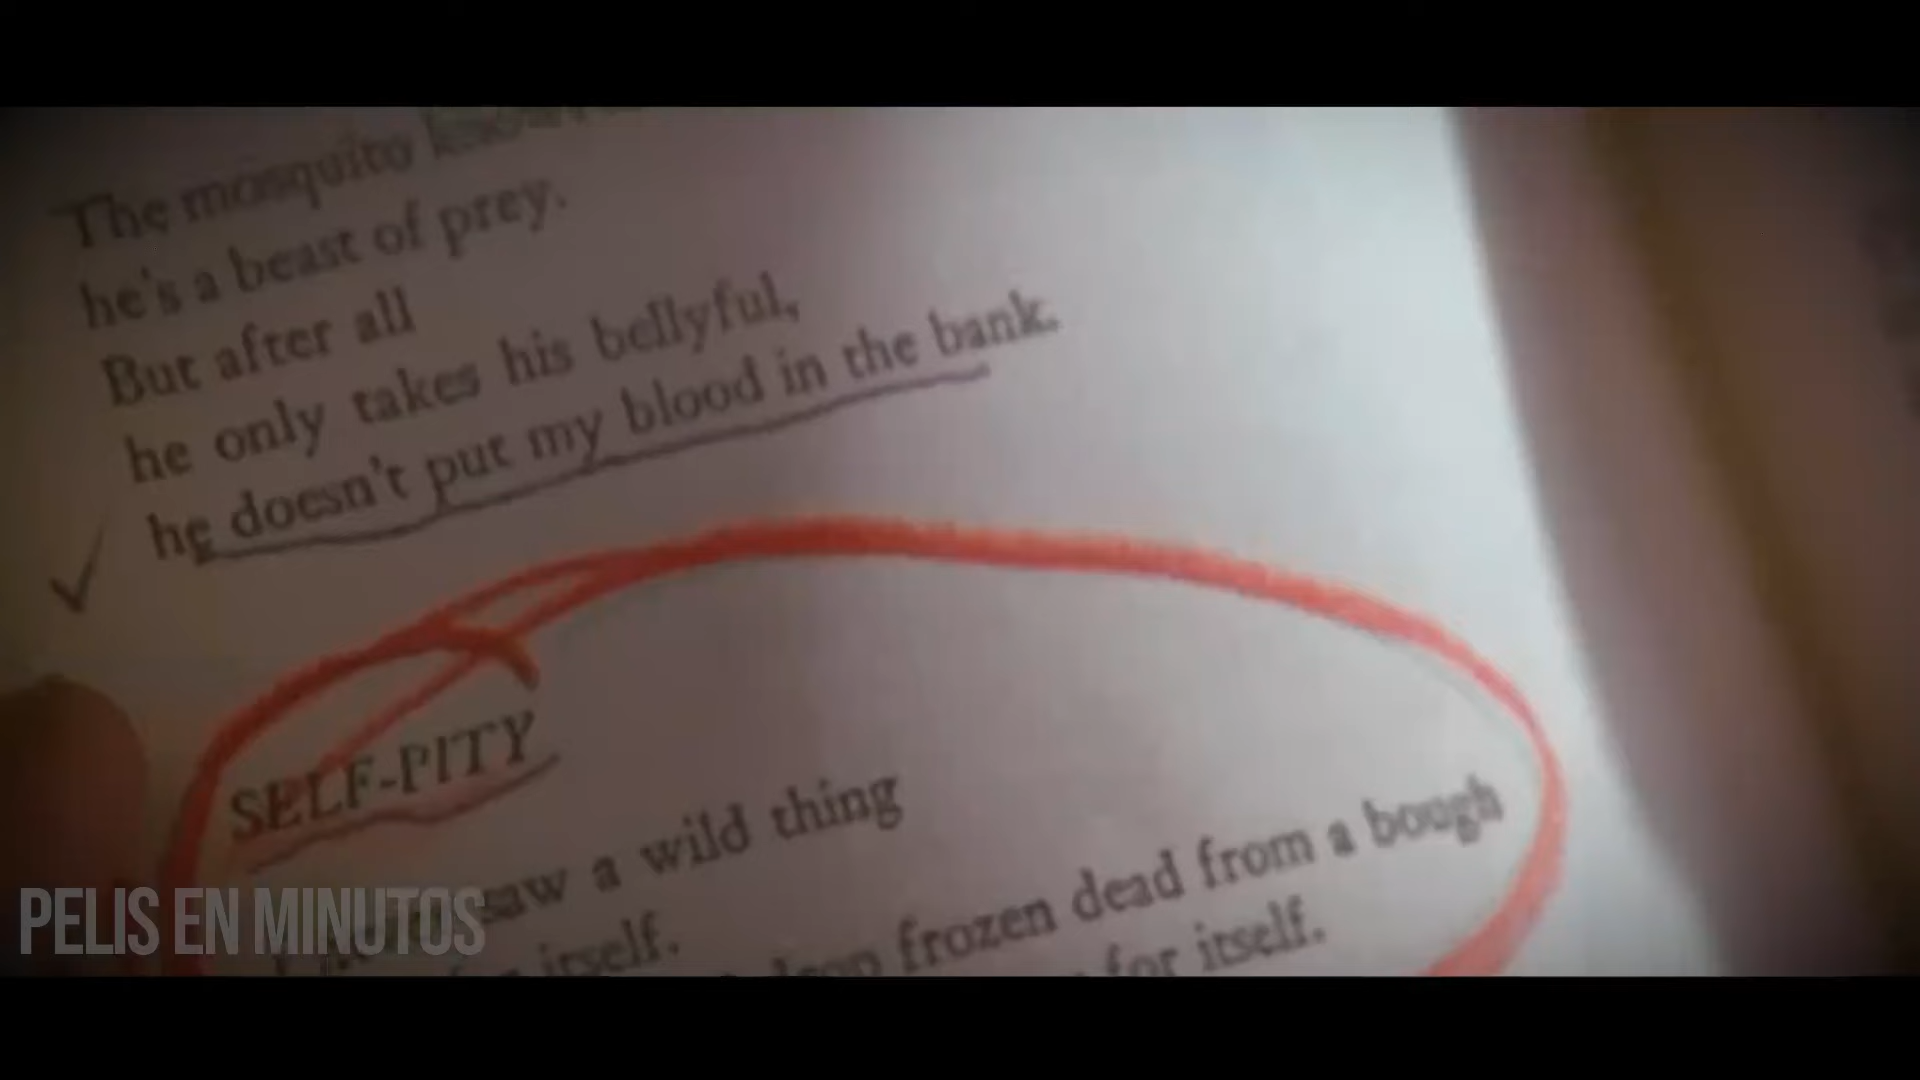 The mosquito
he's a beast of prey.
But after all
he only takes his bellyful,
he doesn't put my blood in the bank.
SELF-PITY
saw a wild thing
itself.
drop frozen dead from a bough
for itself.
PELIS EN MINUTOS